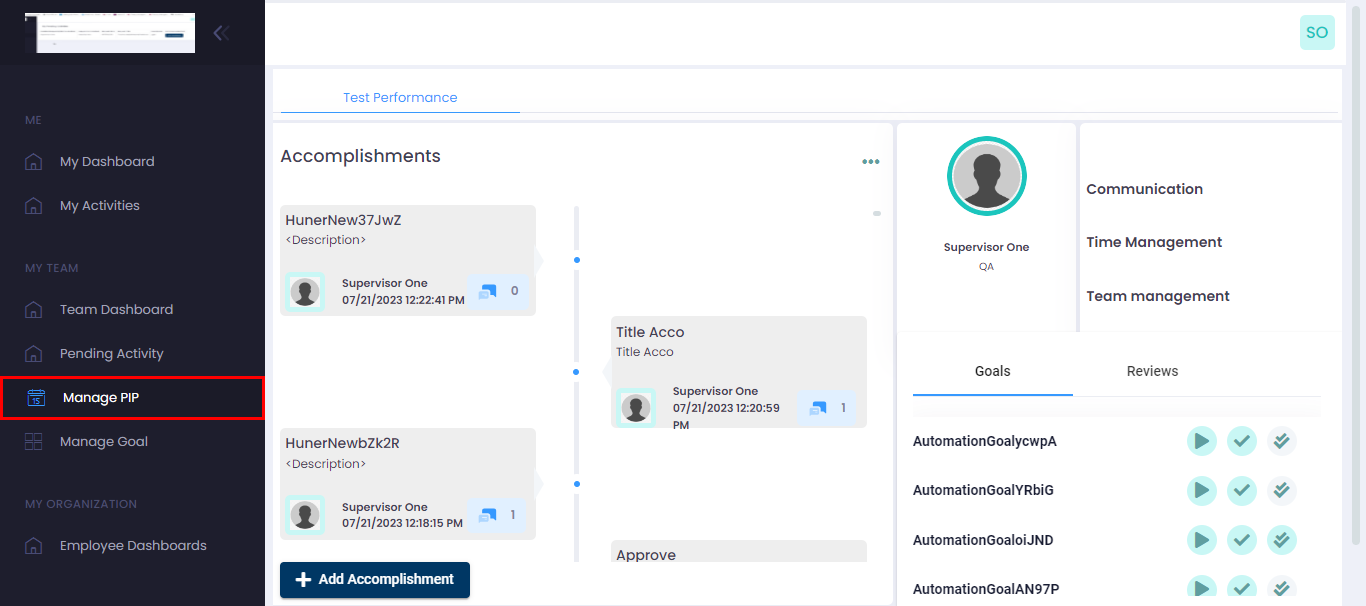 SO
ME
My Dashboard
My Activities
MY TEAM
Team Dashboard
Pending Activity
15
Manage PIP
Manage Goal
MY ORGANIZATION
Employee Dashboards
Test Performance
Accomplishments
HunerNew37JwZ
<Description>
Supervisor One
07/21/2023 12:22:41 PM
0
Title Acco
Title Acco
Supervisor One
07/21/2023 12:20:59
PM
1
HunerNewbZk2R
<Description>
Supervisor One
07/21/2023 12:18:15 PM
1
Approve
Add Accomplishment
Supervisor One
QA
Communication
Time Management
Team management
Goals
Reviews
AutomationGoalycwpA
AutomationGoalYRbiG
AutomationGoaloiJND
AutomationGoalAN97P